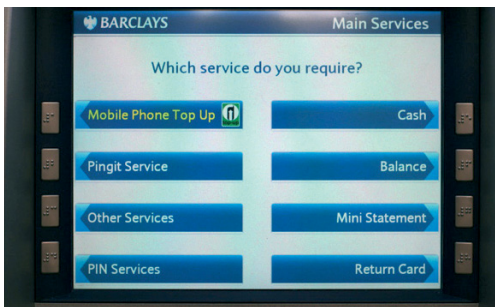 BARCLAYS
Main Services
Which service do you require?
Mobile Phone Top Up
Cash
Pingit Service
Balance
Other Services
Mini Statement
PIN Services
Return Card